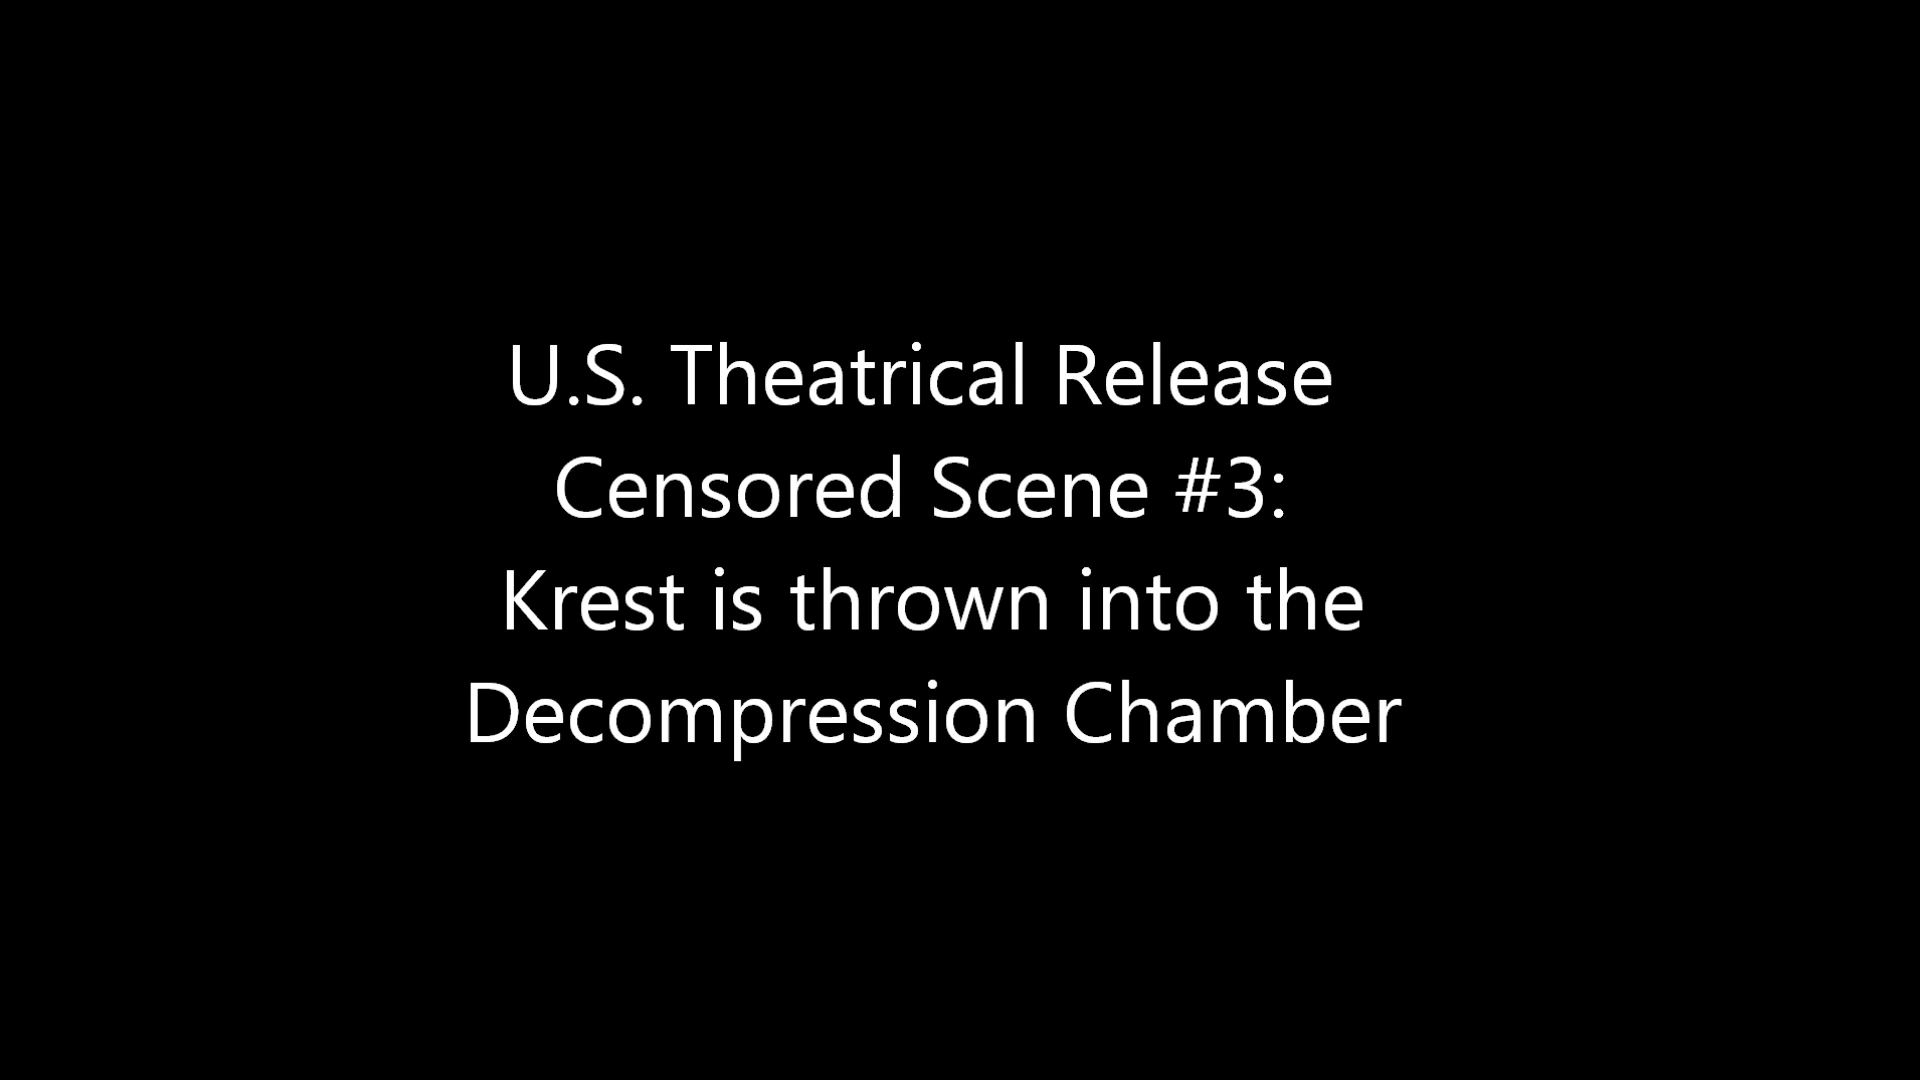 U.S. Theatrical Release
Censored Scene #3:
Krest is thrown into the
Decompression Chamber